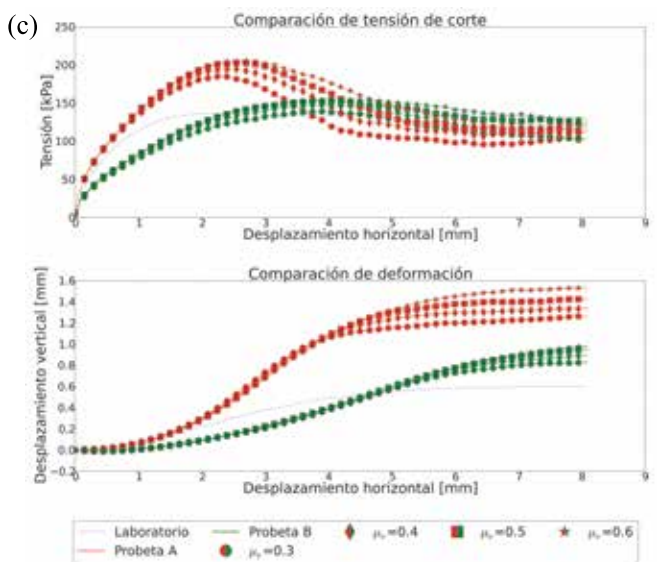 (c)
Comparación de tensión de corte
Tensión [kPa]
250
200
150
100
50
0
0 1 2 3 4 5 6 7 8 9
Desplazamiento horizontal [mm]
Comparación de deformación
Desplazamiento vertical [mm]
1.6
1.4
1.2
1.0
0.8
0.6
0.4
0.2
0.0
−0.2
0 1 2 3 4 5 6 7 8 9
Desplazamiento horizontal [mm]
Laboratorio Probeta B =0.4 =0.5 =0.6
Probeta A =0.3